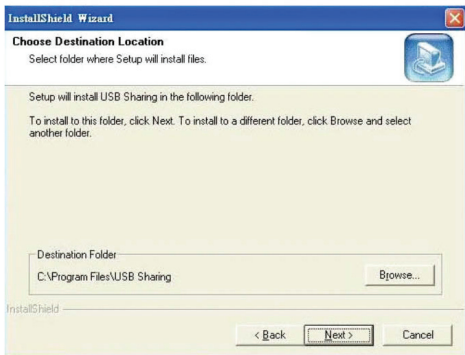 InstallShield Wizard
Choose Destination Location
Select folder where Setup will install files.
Setup will install USB Sharing in the following folder.
To install to this folder, click Next. To install to a different folder, click Browse and select
another folder.
Destination Folder
C:\Program Files\USB Sharing
Browse...
InstallShield
< Back
Next >
Cancel